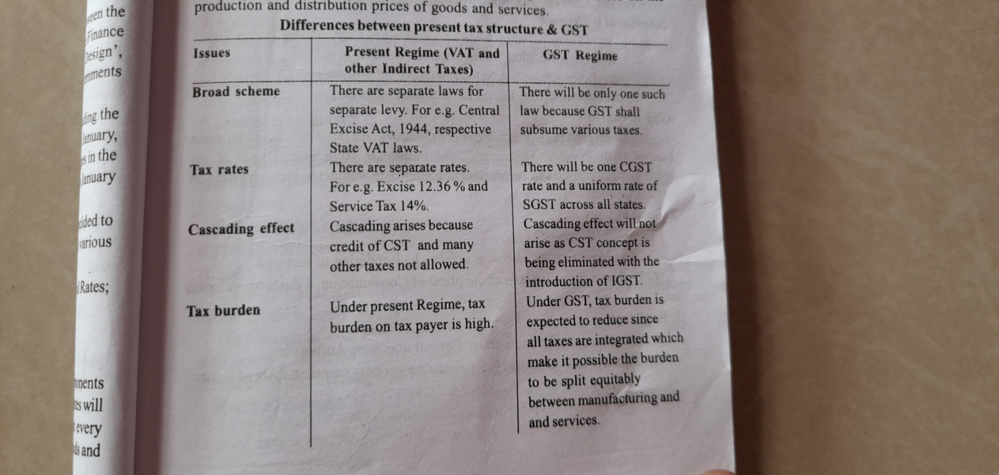 een the
Finance
Design',
nments
ding the
January,
es in the
January
cided to
various
Rates;
onents
tes will
every
ds and
production and distribution prices of goods and services.
Differences between present tax structure & GST
Issues
Present Regime (VAT and
other Indirect Taxes)
GST Regime
Broad scheme
There are separate laws for
separate levy. For e.g. Central
Excise Act, 1944, respective
State VAT laws.
There will be only one such
law because GST shall
subsume various taxes.
Tax rates
There are separate rates.
For e.g. Excise 12.36 % and
Service Tax 14%.
There will be one CGST
rate and a uniform rate of
SGST across all states.
Cascading effect
Cascading arises because
credit of CST and many
other taxes not allowed.
Cascading effect will not
arise as CST concept is
being eliminated with the
introduction of IGST.
Tax burden
Under present Regime, tax
burden on tax payer is high.
Under GST, tax burden is
expected to reduce since
all taxes are integrated which
make it possible the burden
to be split equitably
between manufacturing and
and services.